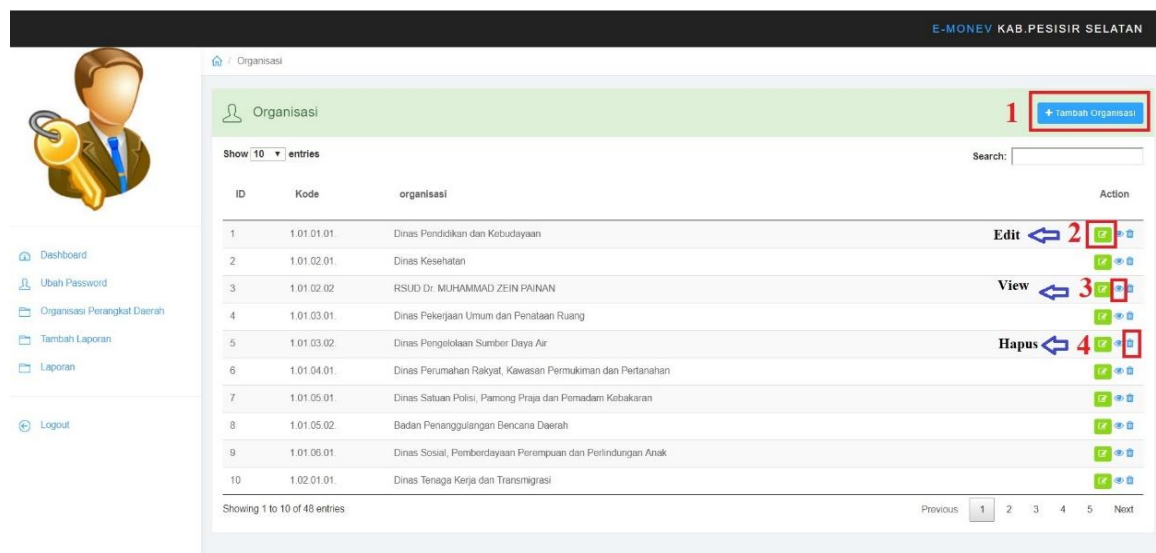 E-MONEV KAB.PESISIR SELATAN
/ Organisasi
Organisasi
1
+ Tambah Organisasi
Show 10 entries
Search:
ID Kode organisasi Action
1 1.01.01.01. Dinas Pendidikan dan Kebudayaan Edit 2
2 1.01.02.01. Dinas Kesehatan
3 1.01.02.02 RSUD Dr. MUHAMMAD ZEIN PAINAN View 3
4 1.01.03.01. Dinas Pekerjaan Umum dan Penataan Ruang
5 1.01.03.02. Dinas Pengelolaan Sumber Daya Air Hapus 4
6 1.01.04.01. Dinas Perumahan Rakyat, Kawasan Permukiman dan Pertanahan
7 1.01.05.01. Dinas Satuan Polisi, Pamong Praja dan Pemadam Kebakaran
8 1.01.05.02. Badan Penanggulangan Bencana Daerah
9 1.01.06.01. Dinas Sosial, Pemberdayaan Perempuan dan Perlindungan Anak
10 1.02.01.01. Dinas Tenaga Kerja dan Transmigrasi
Showing 1 to 10 of 48 entries
Previous 1 2 3 4 5 Next
Dashboard
Ubah Password
Organisasi Perangkat Daerah
Tambah Laporan
Laporan
Logout